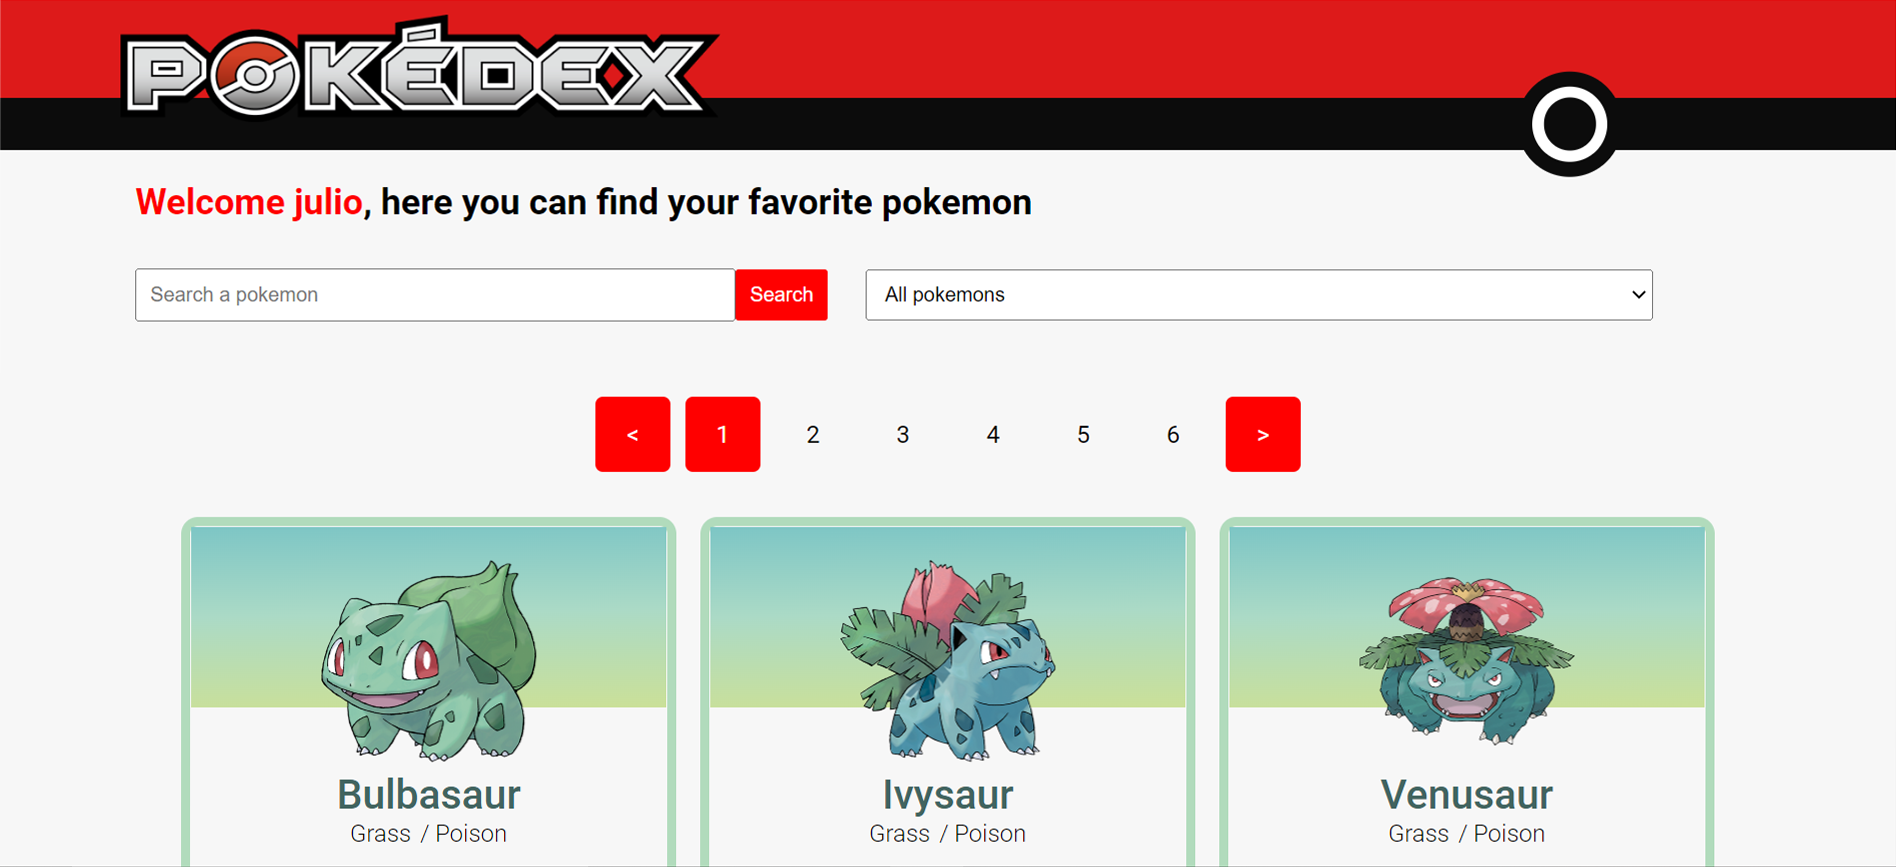 POKÉDEX
Welcome julio, here you can find your favorite pokemon
Search a pokemon Search All pokemons
< 1 2 3 4 5 6 >
Bulbasaur
Grass / Poison
Ivysaur
Grass / Poison
Venusaur
Grass / Poison